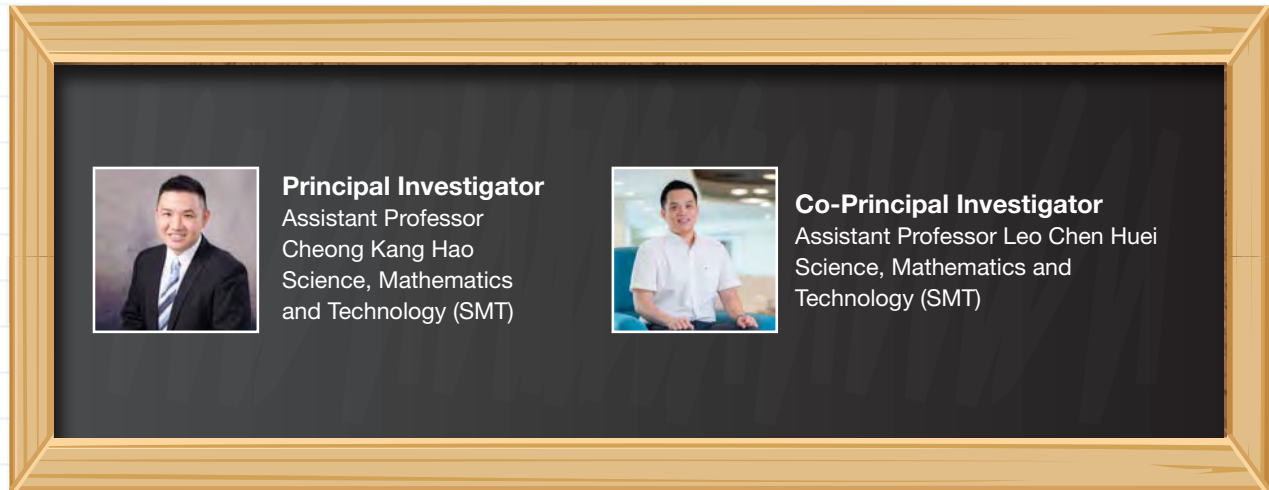 Principal Investigator
Assistant Professor
Cheong Kang Hao
Science, Mathematics
and Technology (SMT)
Co-Principal Investigator
Assistant Professor Leo Chen Huei
Science, Mathematics and
Technology (SMT)